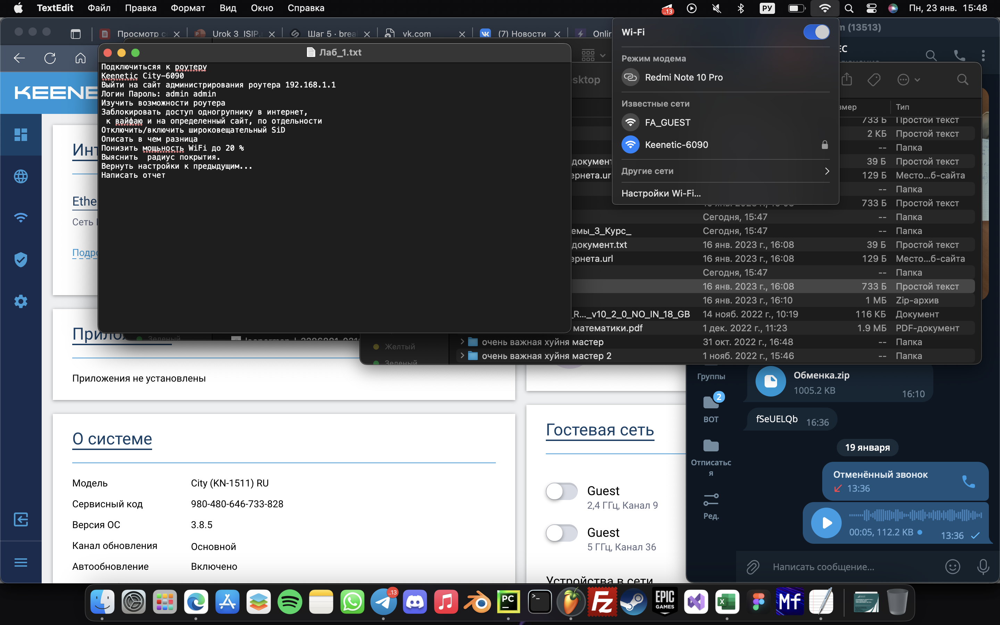 TextEdit Файл Правка Формат Вид Окно Справка
..13 РУ Пн, 23 янв. 15:48
Просмотр Urok 3_ISIP. Шаг 5 · brea vk.com (7) Новости Onlir
m (13513)
Лаб_1.txt
Подключитьсяя к роутеру
Keenetic City-6090
Выйти на сайт администрирования роутера 192.168.1.1
Логин Пароль: admin admin
Изучить возможности роутера
Заблокировать доступ одногрупнику в интернет,
к вайфаю и на определенный сайт, по отдельности
Отключить/включить широковещательный SiD
Описать в чем разница
Понизить мощьность WiFi до 20 %
Выяснить радиус покрытия.
Вернуть настройки к предыдущим...
Написать отчет
Wi-Fi
Режим модема
Redmi Note 10 Pro
Известные сети
FA_GUEST
Keenetic-6090
Другие сети
Настройки Wi-Fi...
ЕС
sktop
змер Тип
733 Б Простой текст
2 КБ Простой текст
-- Папка
документ 39 Б Простой текст
ернета.ur 129 Б Место...б-сайта
-- Папка
733 Б Простой текст
Сегодня, 15:47 -- Папка
емы_3_Курс_ Сегодня, 15:47 -- Папка
документ.txt 16 янв. 2023 г., 16:08 39 Б Простой текст
ернета.url 16 янв. 2023 г., 16:08 129 Б Место...б-сайта
Сегодня, 15:47 -- Папка
16 янв. 2023 г., 16:08 733 Б Простой текст
16 янв. 2023 г., 16:10 1 МБ Zip-архив
_R..._v10_2_0_NO_IN_18_GB 14 нояб. 2022 г., 10:19 116 КБ Документ
математики.pdf 1 дек. 2022 г., 11:23 1.9 МБ PDF-документ
очень важная хуйня мастер 31 окт. 2022 г., 16:48 -- Папка
очень важная хуйня мастер 2 1 нояб. 2022 г., 15:46 -- Папка
Желтый
Зеленый
Зеленый
KEENE
Инт
Ethe
Сеть
Подро
Прилож
Приложения не установлены
О системе
Модель City (KN-1511) RU
Сервисный код 980-480-646-733-828
Версия ОС 3.8.5
Канал обновления Основной
Автообновление Включено
Гостевая сеть
Guest
2,4 ГГц, Канал 9
Guest
5 ГГц, Канал 36
Устройства в сети
Группы
2
ВОТ
Отписатьс
я
Ред.
Обменка.zip
1005.2 KB
16:10
fSeUELQb 16:36
19 января
Отменённый звонок
13:36
00:05, 112.2 KB 13:36
Написать сообщение...
..13
PC
Fz
EPIC
GAMES
X
Mf